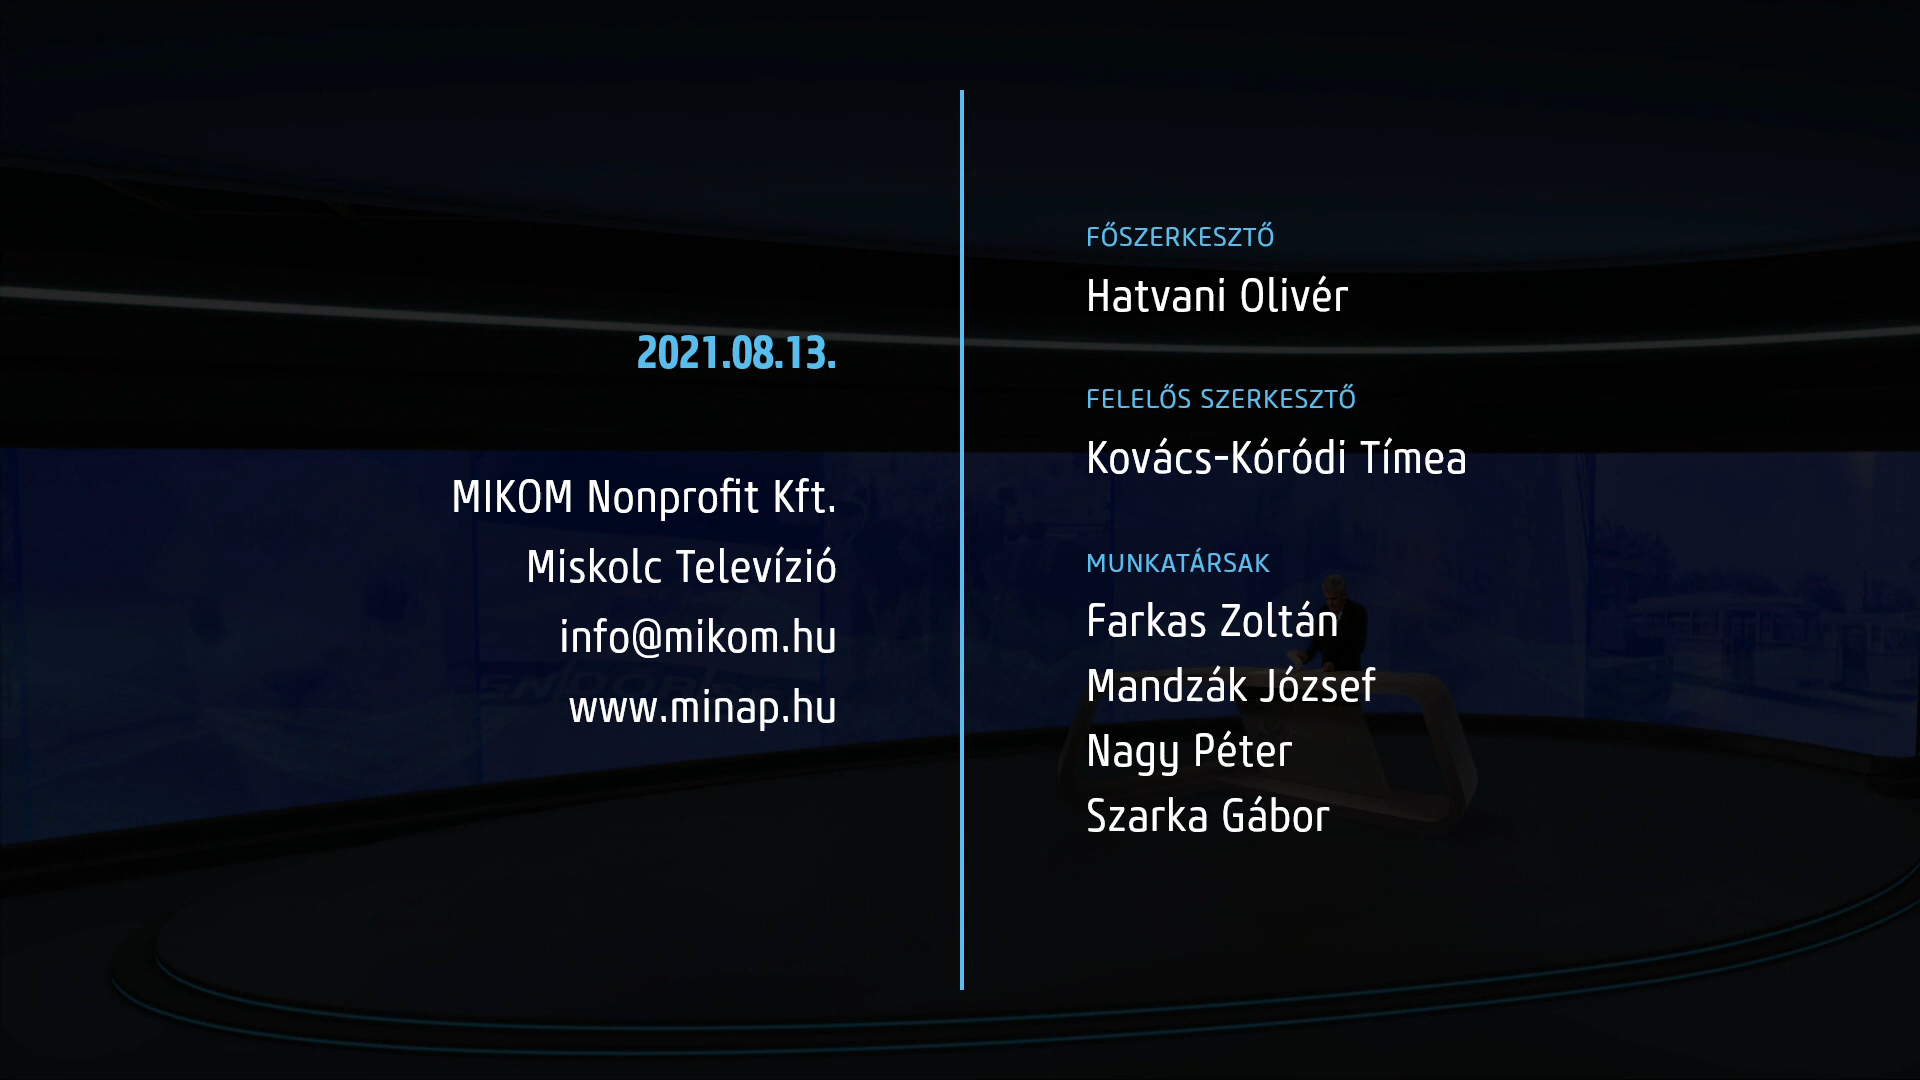 2021.08.13.
MIKOM Nonprofit Kft.
Miskolc Televízió
info@mikom.hu
www.minap.hu
FŐSZERKESZTŐ
Hatvani Olivér
FELELŐS SZERKESZTŐ
Kovács-Kóródi Tímea
MUNKATÁRSAK
Farkas Zoltán
Mandzák József
Nagy Péter
Szarka Gábor